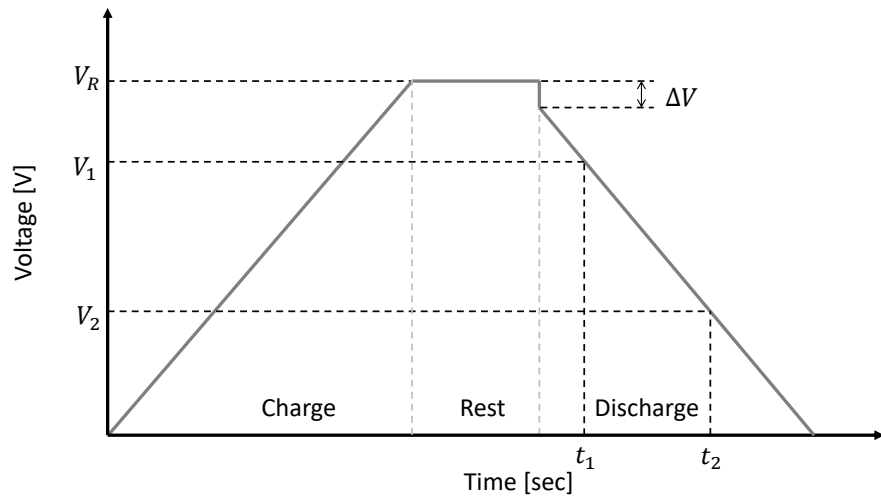 V_R
ΔV
V_1
Voltage [V]
V_2
Charge
Rest
Discharge
t_1
t_2
Time [sec]